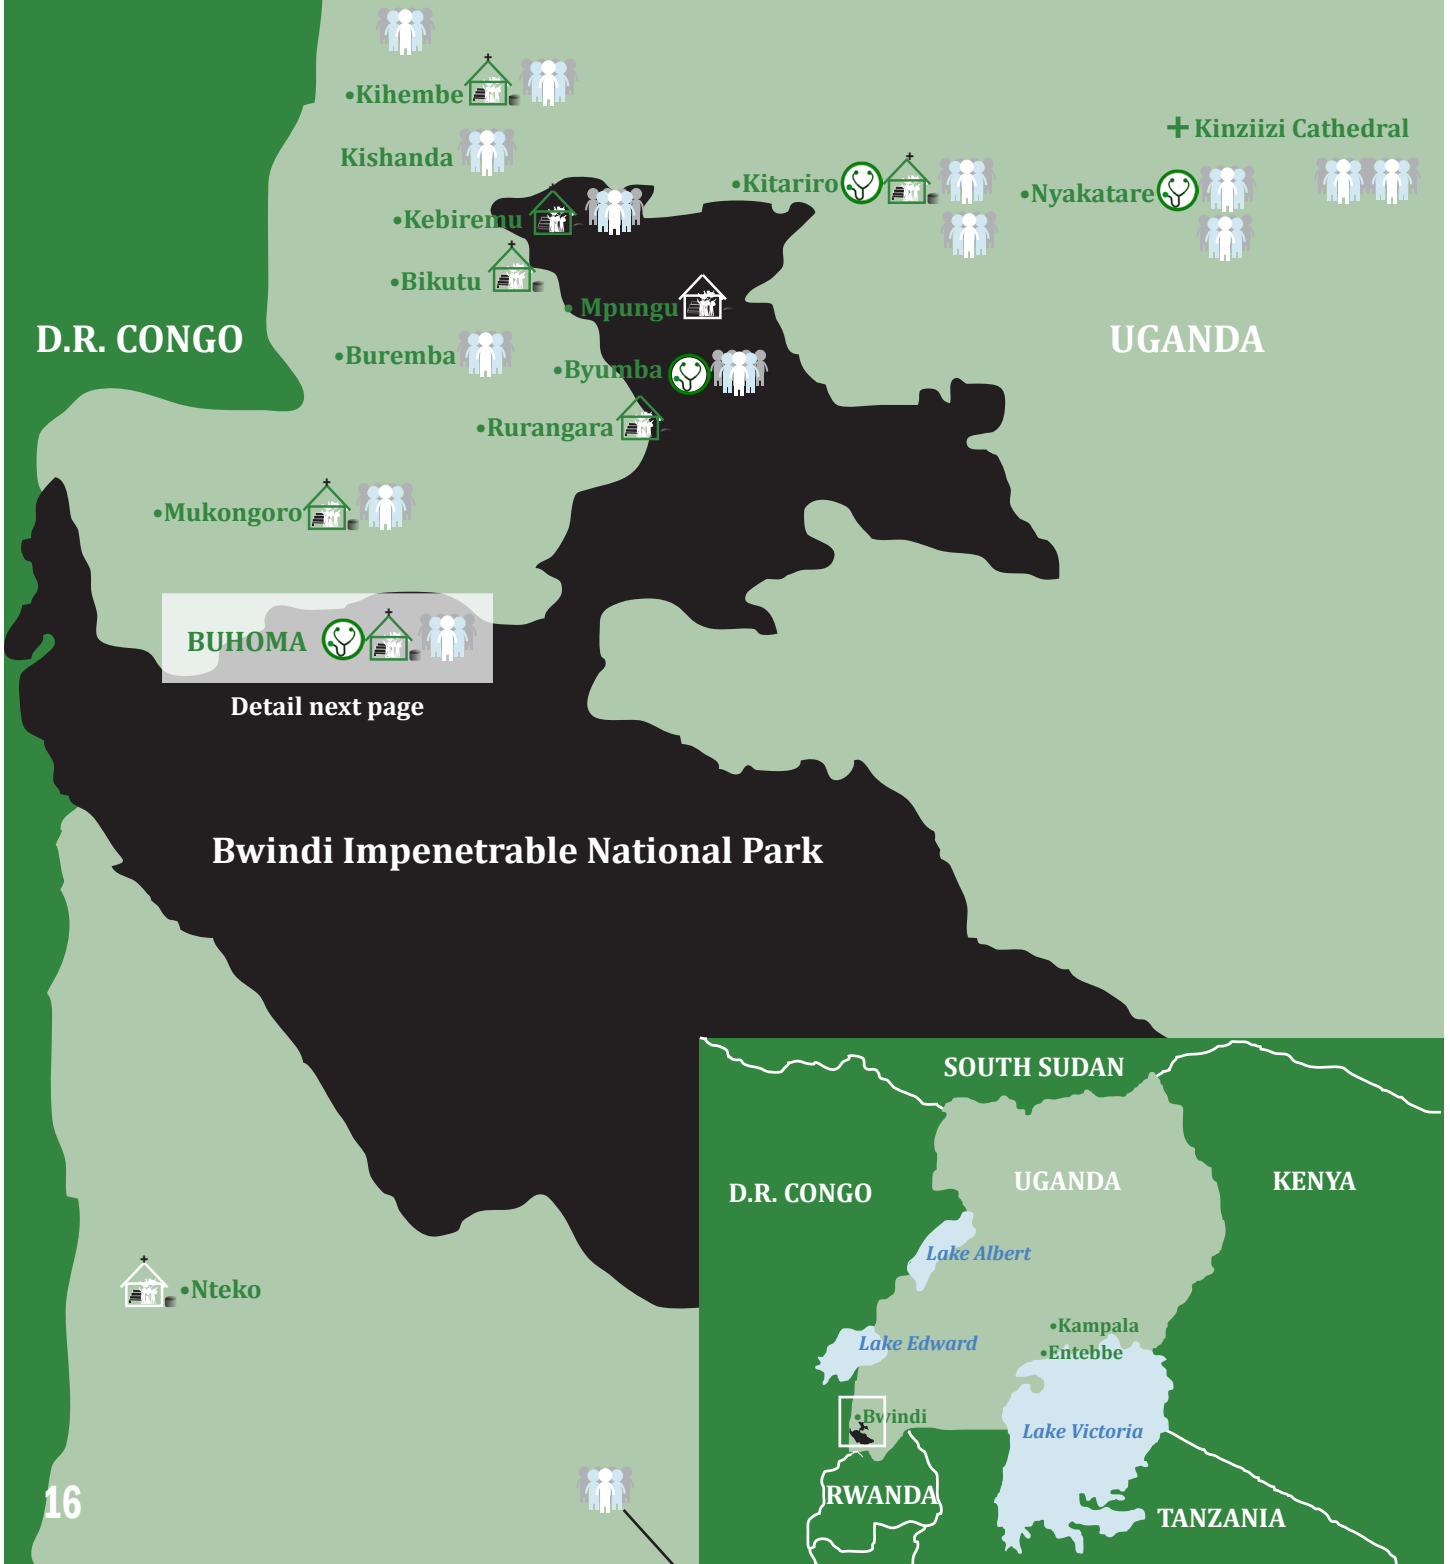 •Kihembe
+ Kinziizi Cathedral
Kishanda
•Kitariro
•Nyakatare
•Kebiremu
•Bikutu
• Mpungu
D.R. CONGO
UGANDA
•Buremba
•Byumba
•Rurangara
•Mukongoro
BUHOMA
Detail next page
Bwindi Impenetrable National Park
SOUTH SUDAN
UGANDA
KENYA
D.R. CONGO
Lake Albert
•Nteko
•Kampala
Lake Edward
•Entebbe
•Bwindi
Lake Victoria
RWANDA
16
TANZANIA